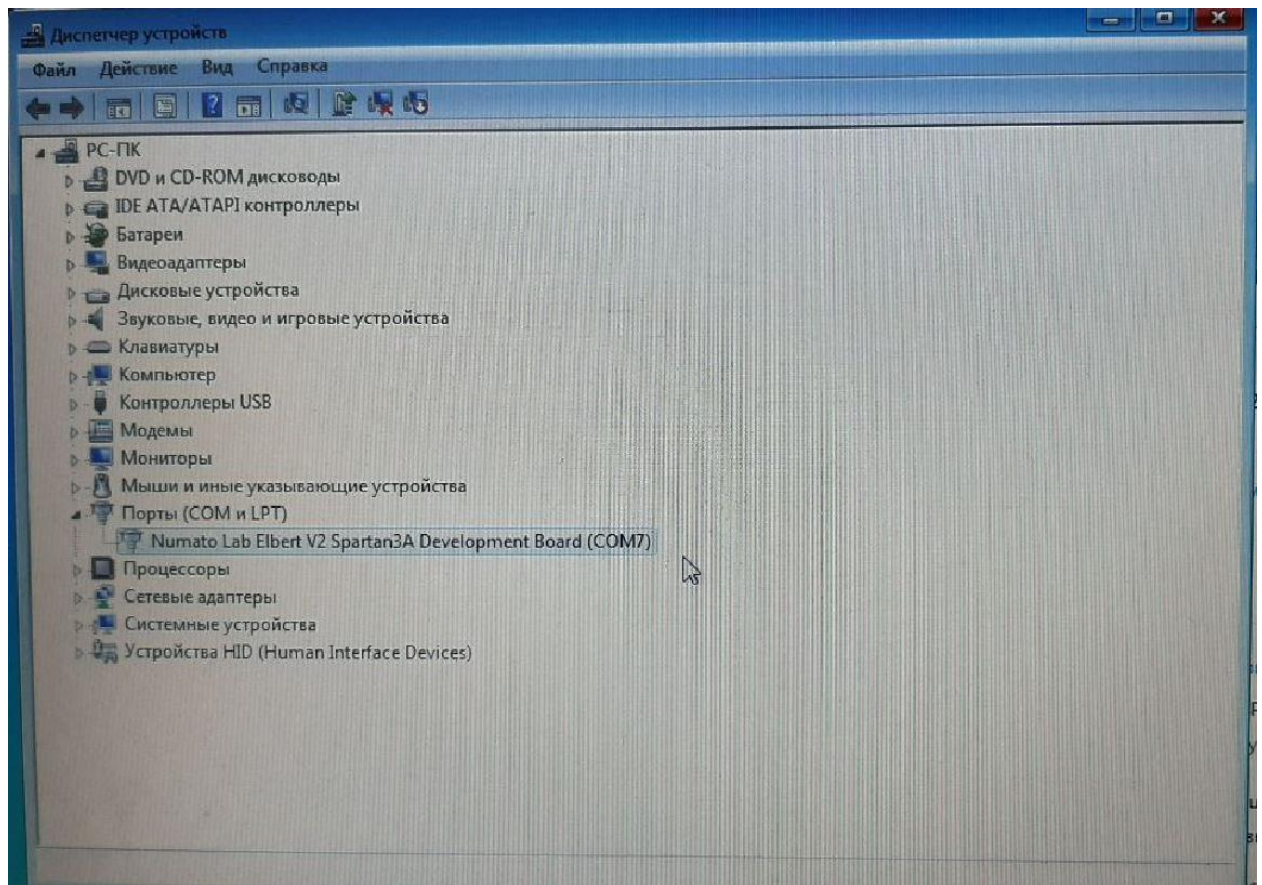 Диспетчер устройств
Файл Действие Вид Справка
PC-ПК
DVD и CD-ROM дисководы
IDE ATA/ATAPI контроллеры
Батареи
Видеоадаптеры
Дисковые устройства
Звуковые, видео и игровые устройства
Клавиатуры
Компьютер
Контроллеры USB
Модемы
Мониторы
Мыши и иные указывающие устройства
Порты (COM и LPT)
Numato Lab Elbert V2 Spartan3A Development Board (COM7)
Процессоры
Сетевые адаптеры
Системные устройства
Устройства HID (Human Interface Devices)